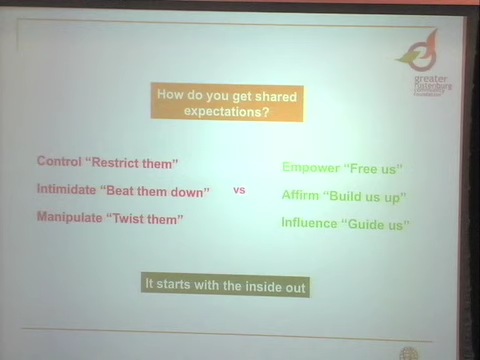 greater
How do you get shared
expectations?
Control “Restrict them”
Intimidate “Beat them down”
Manipulate “Twist them”
vs
Empower “Free us”
Affirm “Build us up”
Influence “Guide us”
It starts with the inside out